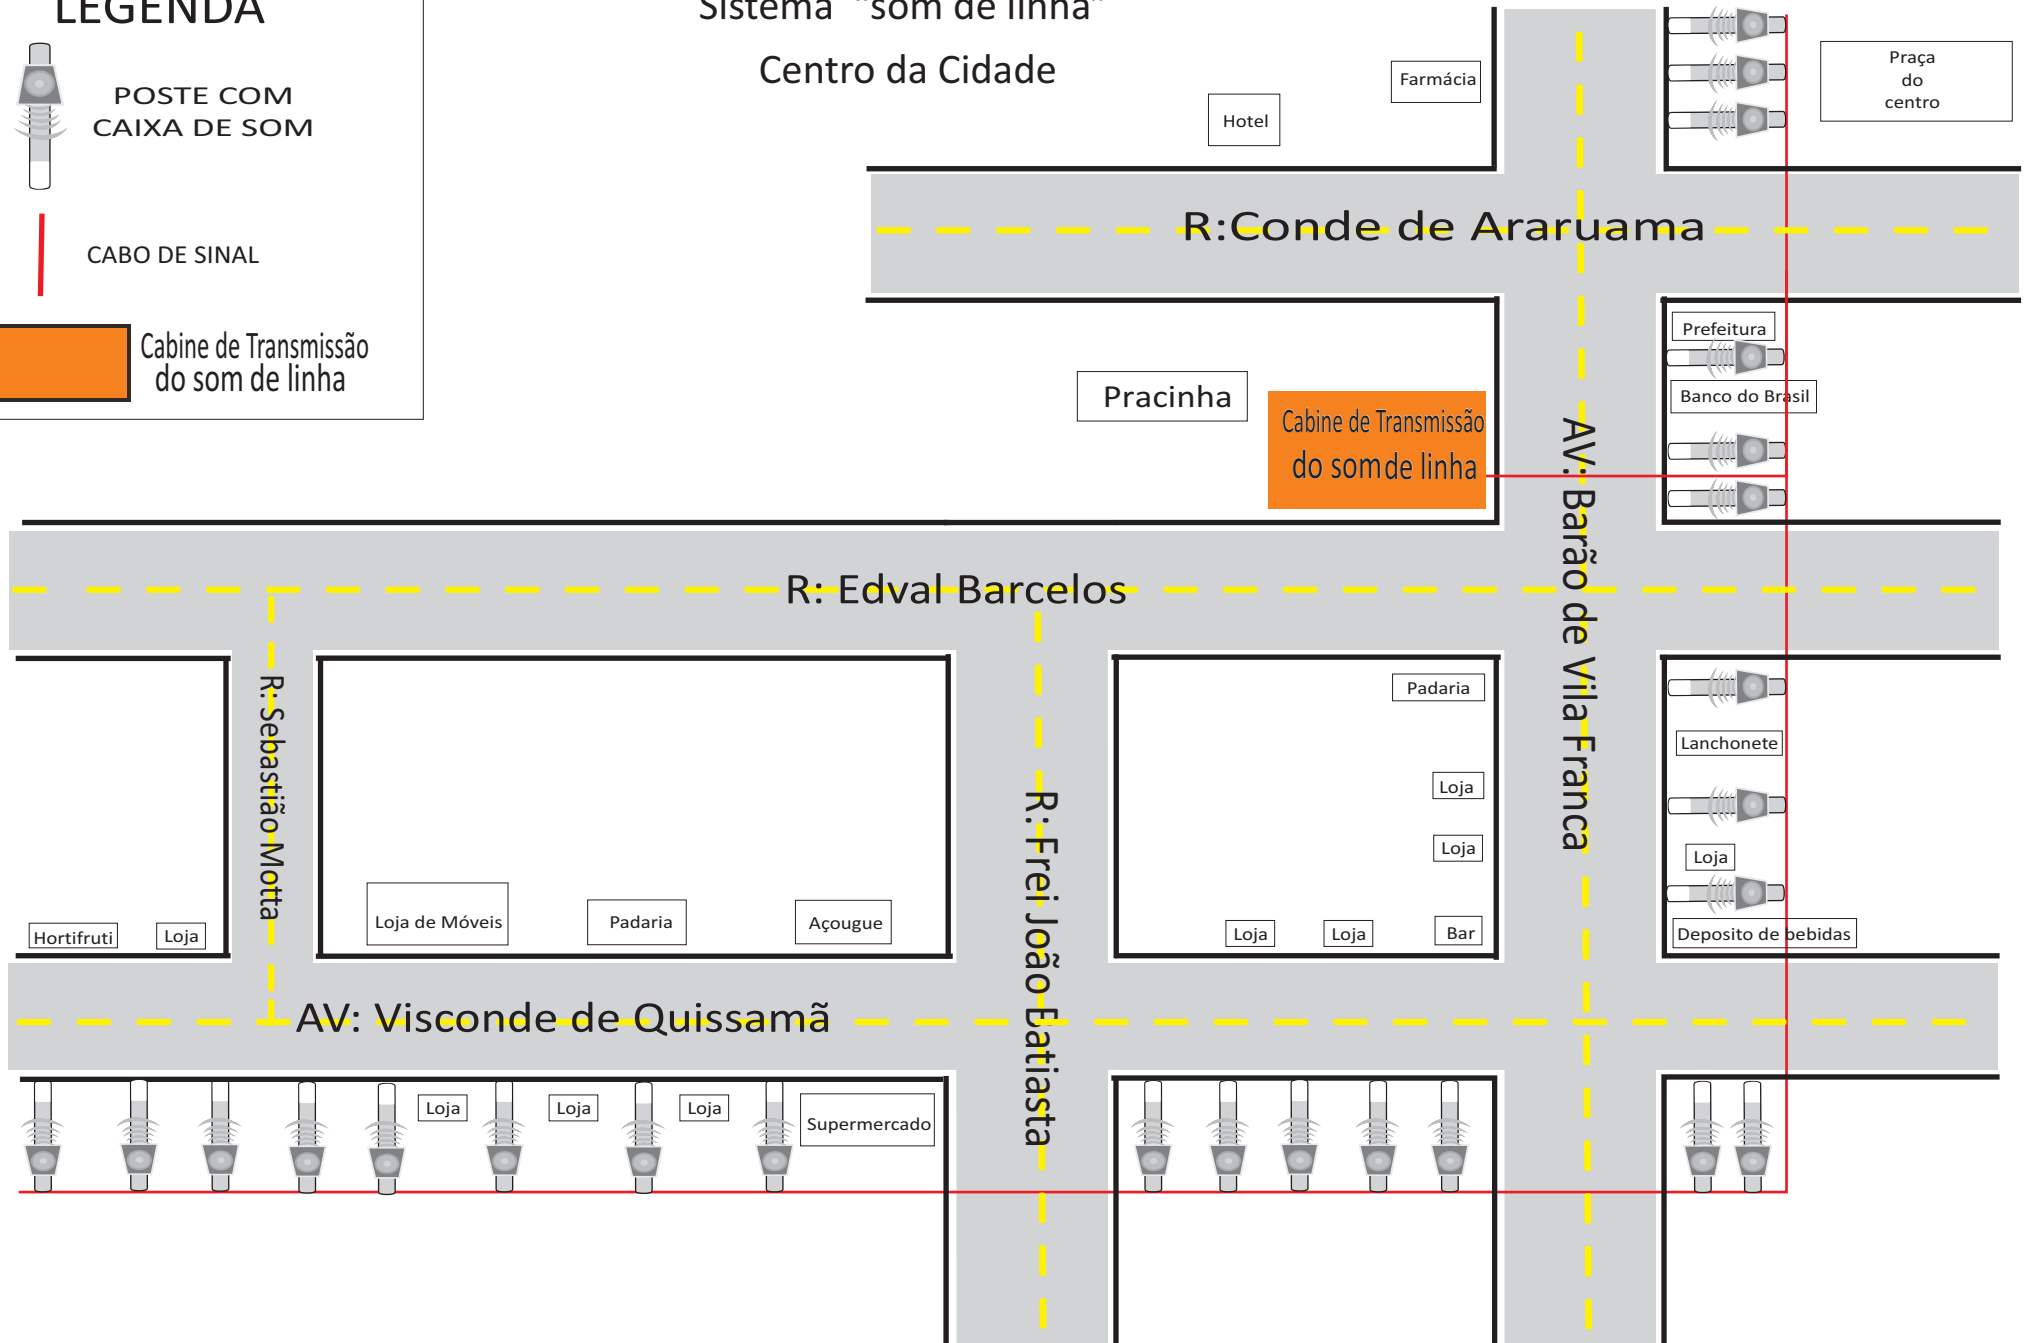 LEGENDA
POSTE COM
CAIXA DE SOM
CABO DE SINAL
Cabine de Transmissão
do som de linha
Sistema "som de linha"
Centro da Cidade
Farmácia
Hotel
Praça
do
centro
R:Conde de Araruama
Prefeitura
Banco do Brasil
Pracinha
Cabine de Transmissão
do som de linha
AV: Barão de Vila Franca
R: Edval Barcelos
R: Sebastião Motta
R: Frei João Batiasta
Padaria
Loja
Loja
Loja
Loja
Bar
Lanchonete
Loja
Deposito de bebidas
Hortifruti
Loja
Loja de Móveis
Padaria
Açougue
AV: Visconde de Quissamã
Loja
Loja
Loja
Supermercado